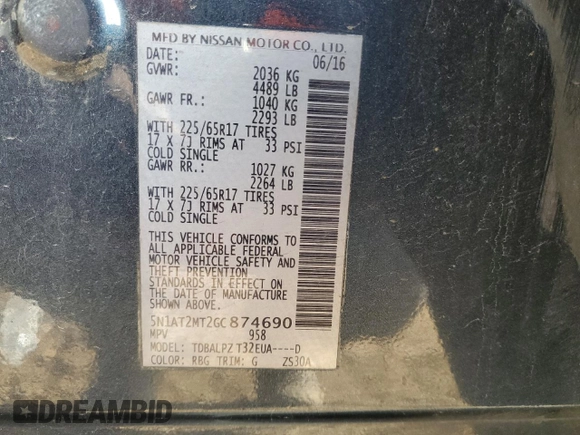 MFD BY NISSAN MOTOR CO., LTD.
DATE: 06/16
GVWR: 2036 KG
4489 LB
GAWR FR.: 1040 KG
2293 LB
WITH 225/65R17 TIRES
17 X 7J RIMS AT 33 PSI
COLD SINGLE
GAWR RR.: 1027 KG
2264 LB
WITH 225/65R17 TIRES
17 X 7J RIMS AT 33 PSI
COLD SINGLE
THIS VEHICLE CONFORMS TO
ALL APPLICABLE FEDERAL
MOTOR VEHICLE SAFETY AND
THEFT PREVENTION
STANDARDS IN EFFECT ON
THE DATE OF MANUFACTURE
SHOWN ABOVE.
5N1AT2MT2GC874690
MPV 958
MODEL: TDBALPZ T32EUA----D
COLOR: RBG TRIM: G ZS30A
DREAMBID